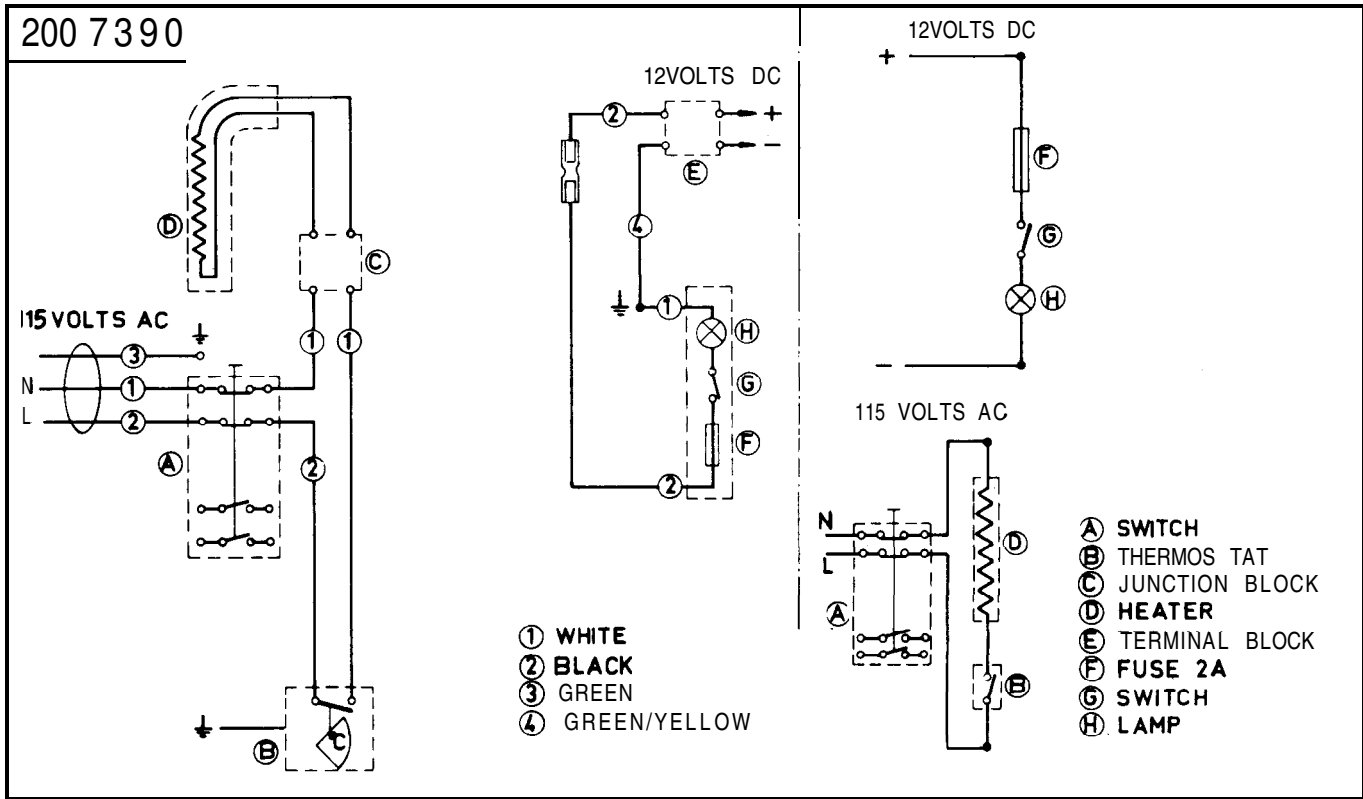 200 7390
12VOLTS DC
②
+
−
E
4
D
C
115 VOLTS AC
3
1
1
N
1
L
2
A
2
1
H
G
F
2
°C
B
① WHITE
② BLACK
③ GREEN
④ GREEN/YELLOW
12VOLTS DC
+
F
G
H
−
115 VOLTS AC
N
L
D
A
B
Ⓐ SWITCH
Ⓑ THERMOS TAT
Ⓒ JUNCTION BLOCK
Ⓓ HEATER
Ⓔ TERMINAL BLOCK
Ⓕ FUSE 2A
Ⓖ SWITCH
Ⓗ LAMP